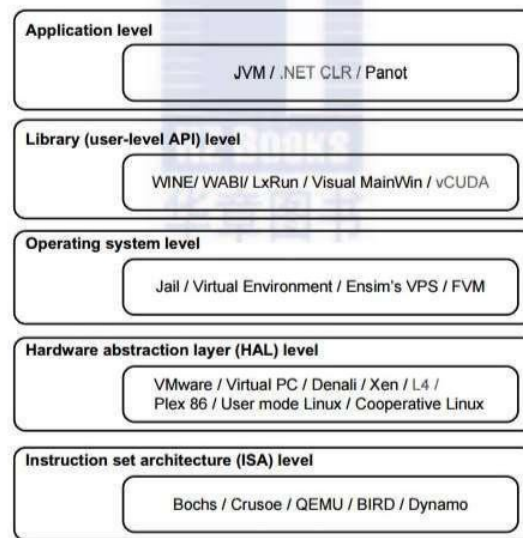 Application level
JVM / .NET CLR / Panot
Library (user-level API) level
WINE/ WABI/ LxRun / Visual MainWin / vCUDA
Operating system level
Jail / Virtual Environment / Ensim's VPS / FVM
Hardware abstraction layer (HAL) level
VMware / Virtual PC / Denali / Xen / L4 /
Plex 86 / User mode Linux / Cooperative Linux
Instruction set architecture (ISA) level
Bochs / Crusoe / QEMU / BIRD / Dynamo